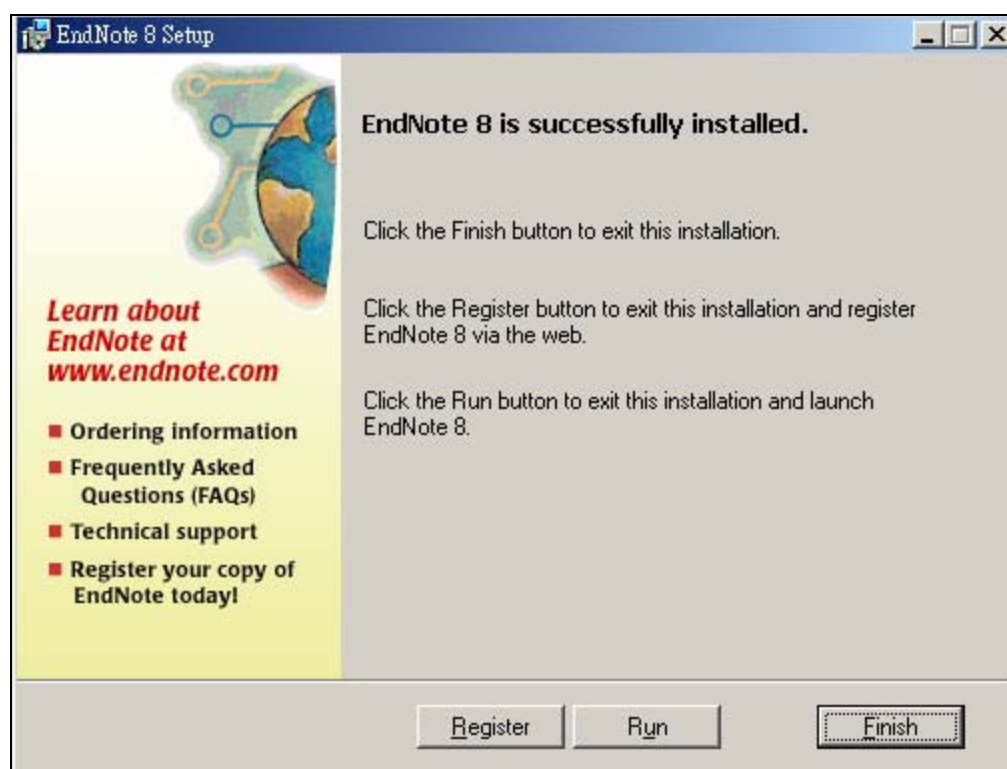 EndNote 8 Setup
EndNote 8 is successfully installed.
Click the Finish button to exit this installation.
Click the Register button to exit this installation and register
EndNote 8 via the web.
Click the Run button to exit this installation and launch
EndNote 8.
Learn about
EndNote at
www.endnote.com
Ordering information
Frequently Asked
Questions (FAQs)
Technical support
Register your copy of
EndNote today!
Register
Run
Finish